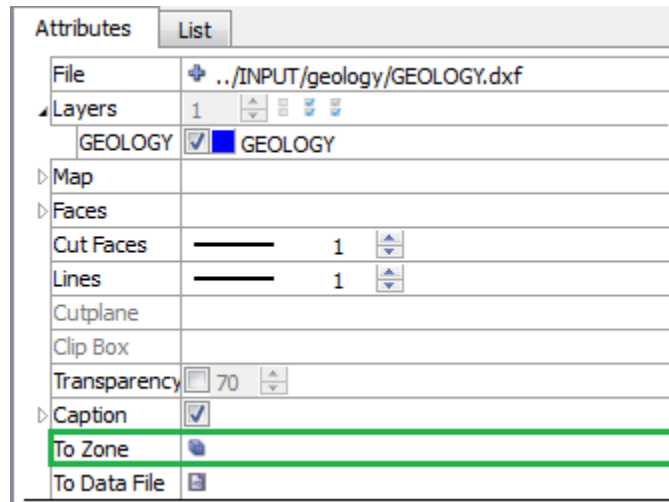 Attributes List
File ../INPUT/geology/GEOLOGY.dxf
Layers 1
GEOLOGY GEOLOGY
Map
Faces
Cut Faces 1
Lines 1
Cutplane
Clip Box
Transparency 70
Caption
To Zone
To Data File